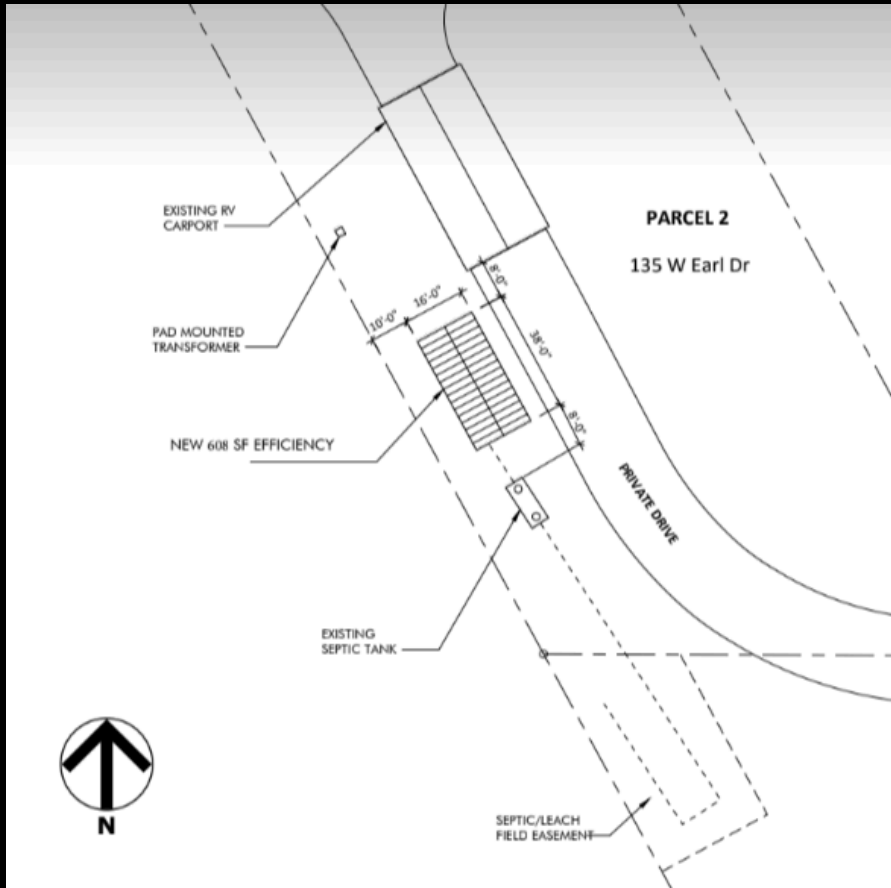 EXISTING RV
CARPORT
PARCEL 2
135 W Earl Dr
8'-0"
16'-0"
10'-0"
PAD MOUNTED
TRANSFORMER
38'-0"
8'-0"
NEW 608 SF EFFICIENCY
PRIVATE DRIVE
EXISTING
SEPTIC TANK
N
SEPTIC/LEACH
FIELD EASEMENT